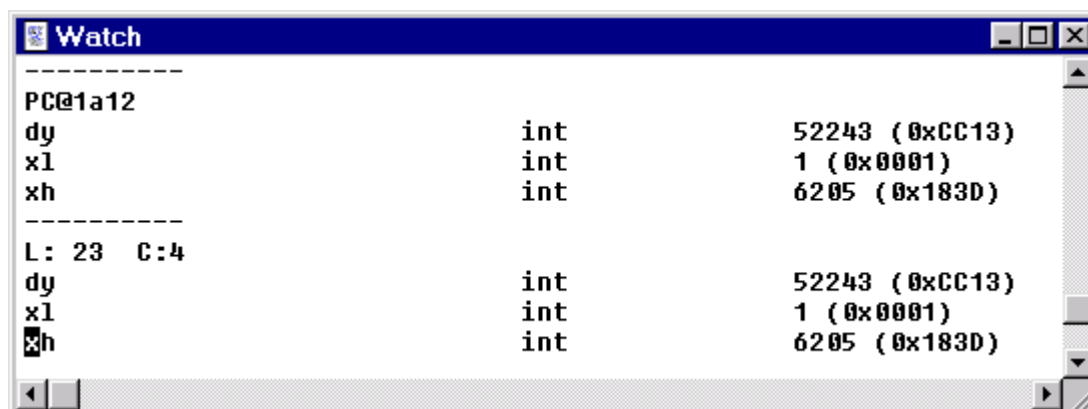 Watch
----------
PC@1a12
dy int 52243 (0xCC13)
xl int 1 (0x0001)
xh int 6205 (0x183D)
----------
L: 23  C:4
dy int 52243 (0xCC13)
xl int 1 (0x0001)
xh int 6205 (0x183D)